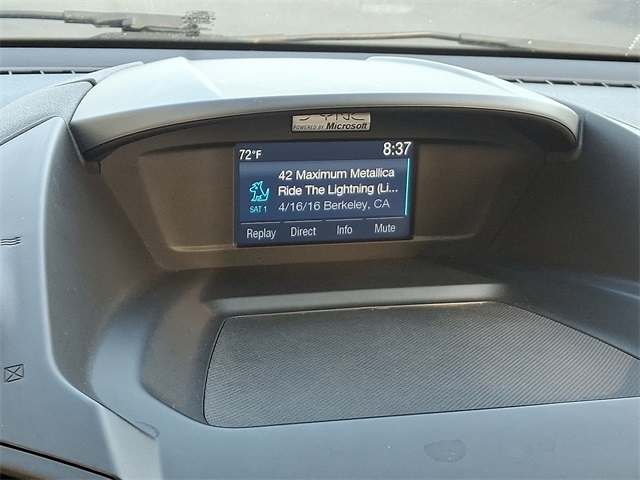 SYNC
POWERED BY Microsoft
72°F 8:37
42 Maximum Metallica
Ride The Lightning (Li...
SAT 1 4/16/16 Berkeley, CA
Replay Direct Info Mute